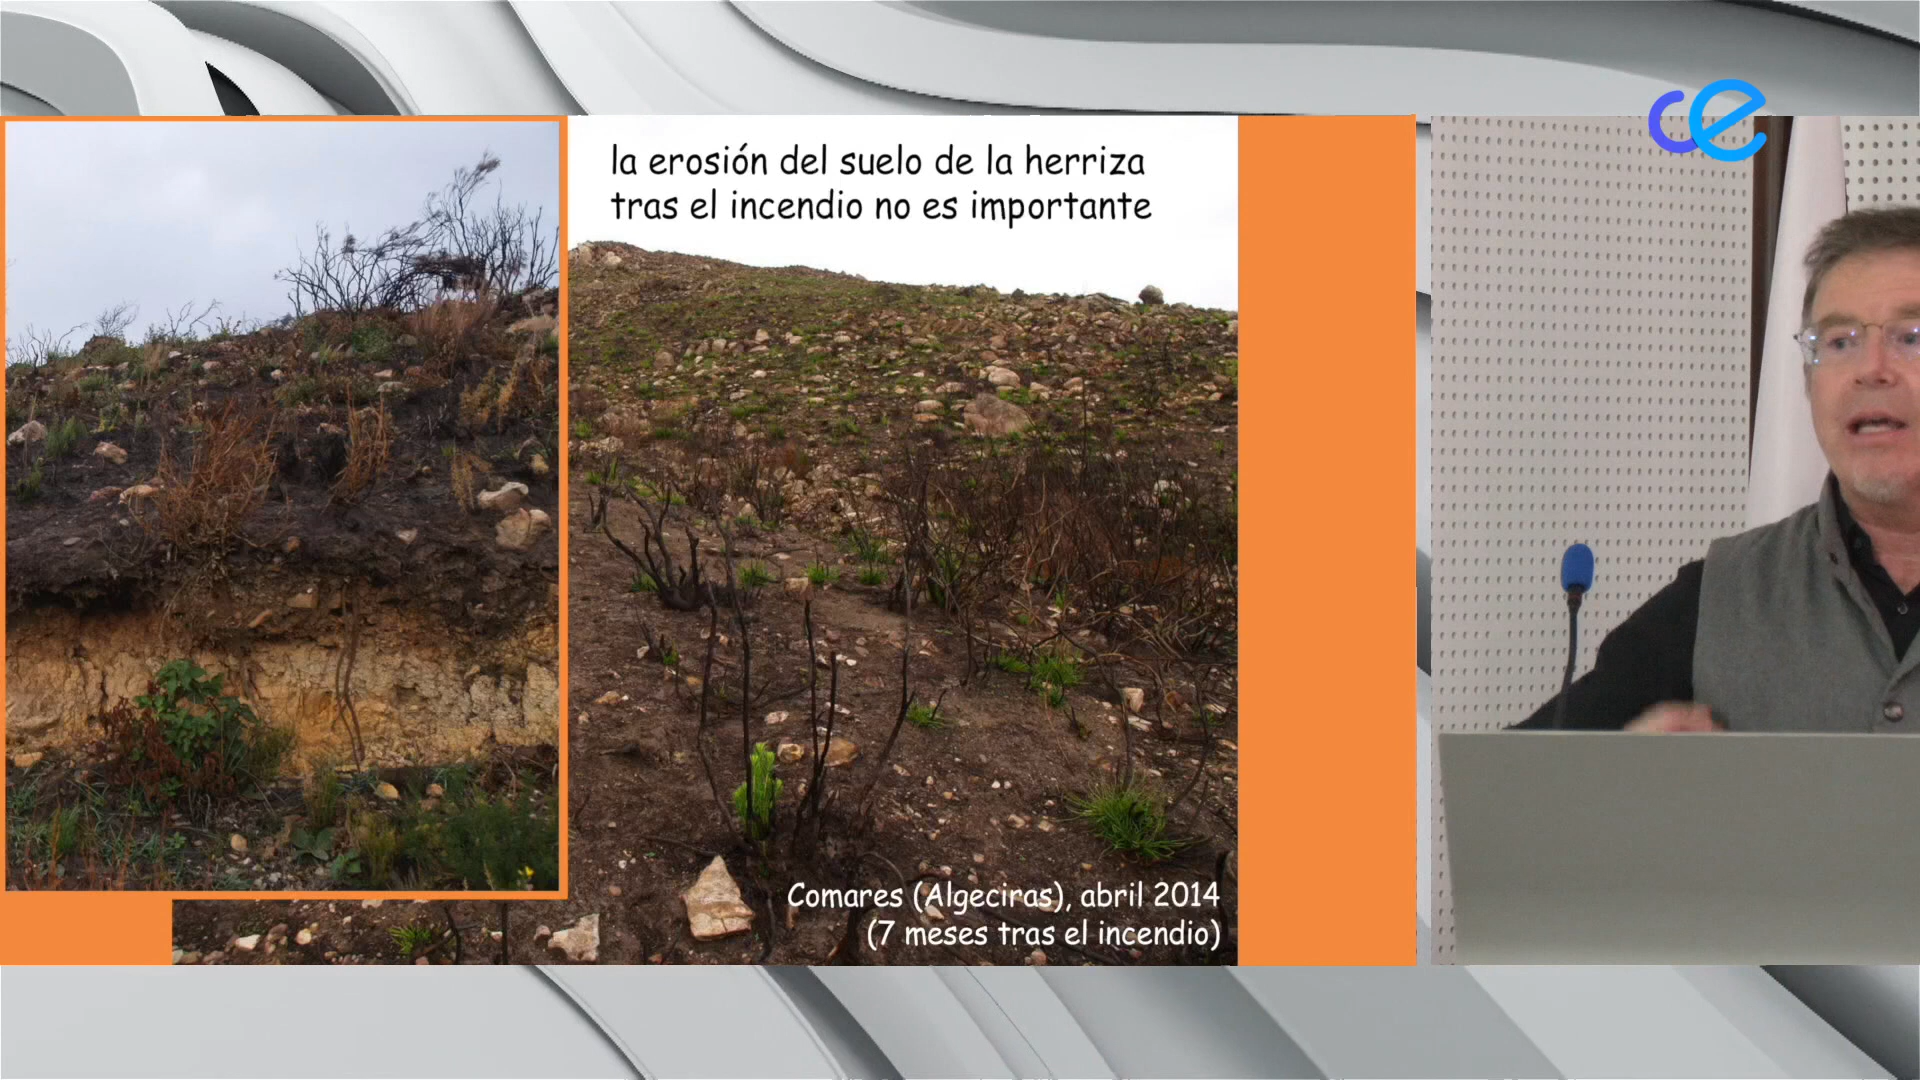 la erosión del suelo de la herriza
tras el incendio no es importante
Comares (Algeciras), abril 2014
(7 meses tras el incendio)
ce